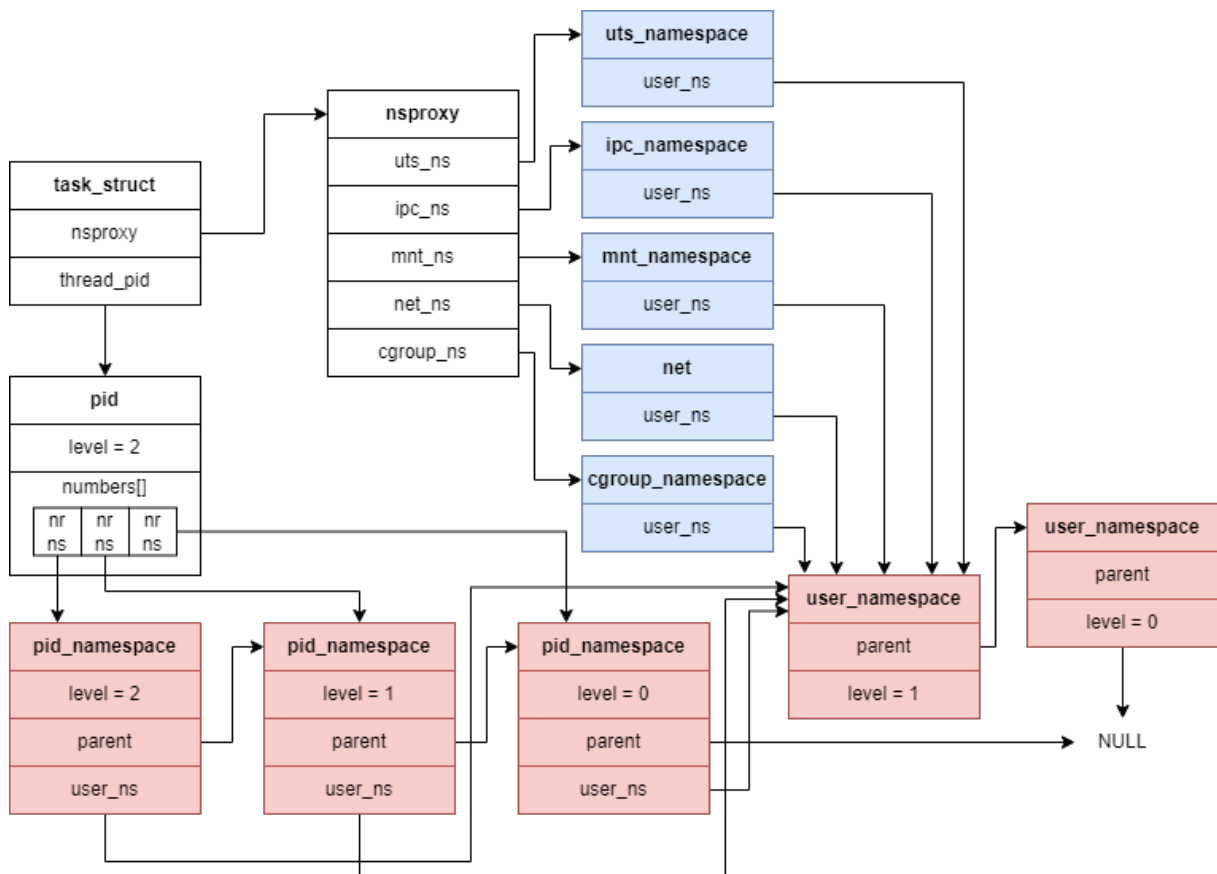 uts_namespace
user_ns
nsproxy
uts_ns
ipc_ns
mnt_ns
net_ns
cgroup_ns
ipc_namespace
user_ns
task_struct
nsproxy
thread_pid
mnt_namespace
user_ns
net
user_ns
pid
level = 2
numbers[]
nr nr nr
ns ns ns
cgroup_namespace
user_ns
user_namespace
parent
level = 0
user_namespace
parent
level = 1
pid_namespace
level = 2
parent
user_ns
pid_namespace
level = 1
parent
user_ns
pid_namespace
level = 0
parent
user_ns
NULL